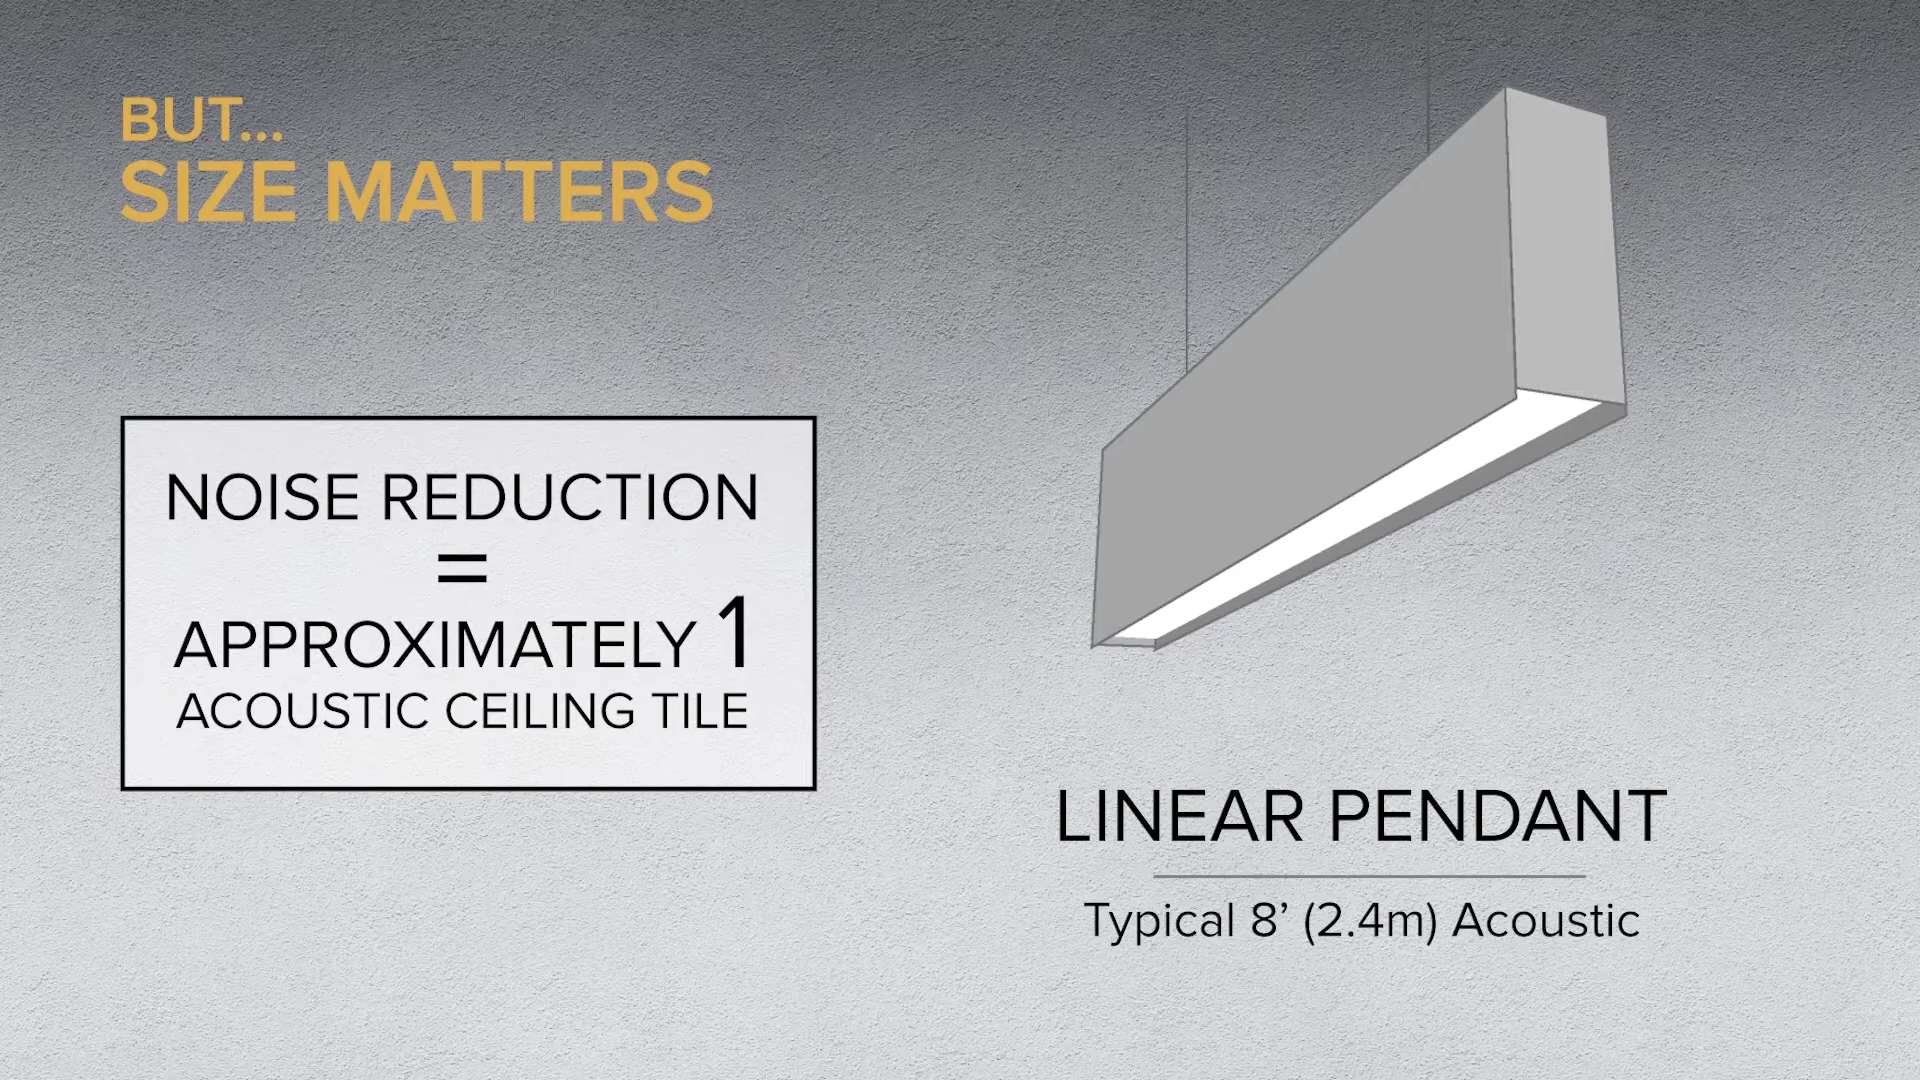 BUT...
SIZE MATTERS
NOISE REDUCTION
=
APPROXIMATELY 1
ACOUSTIC CEILING TILE
LINEAR PENDANT
Typical 8’ (2.4m) Acoustic